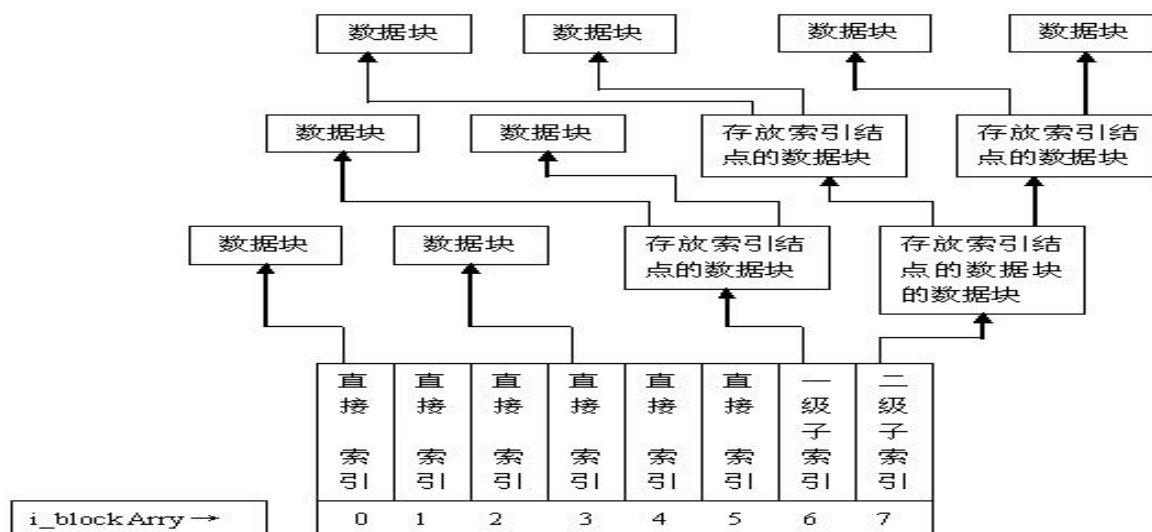 数据块 数据块 数据块 数据块
数据块 数据块 存放索引结 存放索引结
点的数据块 点的数据块
数据块 数据块 存放索引结 存放索引结
点的数据块 点的数据块
的数据块
直接索引 直接索引 直接索引 直接索引 直接索引 直接索引 一级子索引 二级子索引
i_blockArry → 0 1 2 3 4 5 6 7